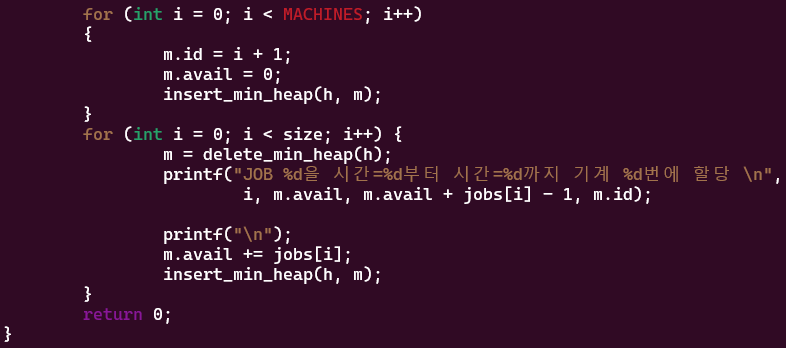 for (int i = 0; i < MACHINES; i++)
{
m.id = i + 1;
m.avail = 0;
insert_min_heap(h, m);
}
for (int i = 0; i < size; i++) {
m = delete_min_heap(h);
printf("JOB %d을 시간=%d부터 시간=%d까지 기계 %d번에 할당 \n",
i, m.avail, m.avail + jobs[i] - 1, m.id);
printf("\n");
m.avail += jobs[i];
insert_min_heap(h, m);
}
return 0;
}